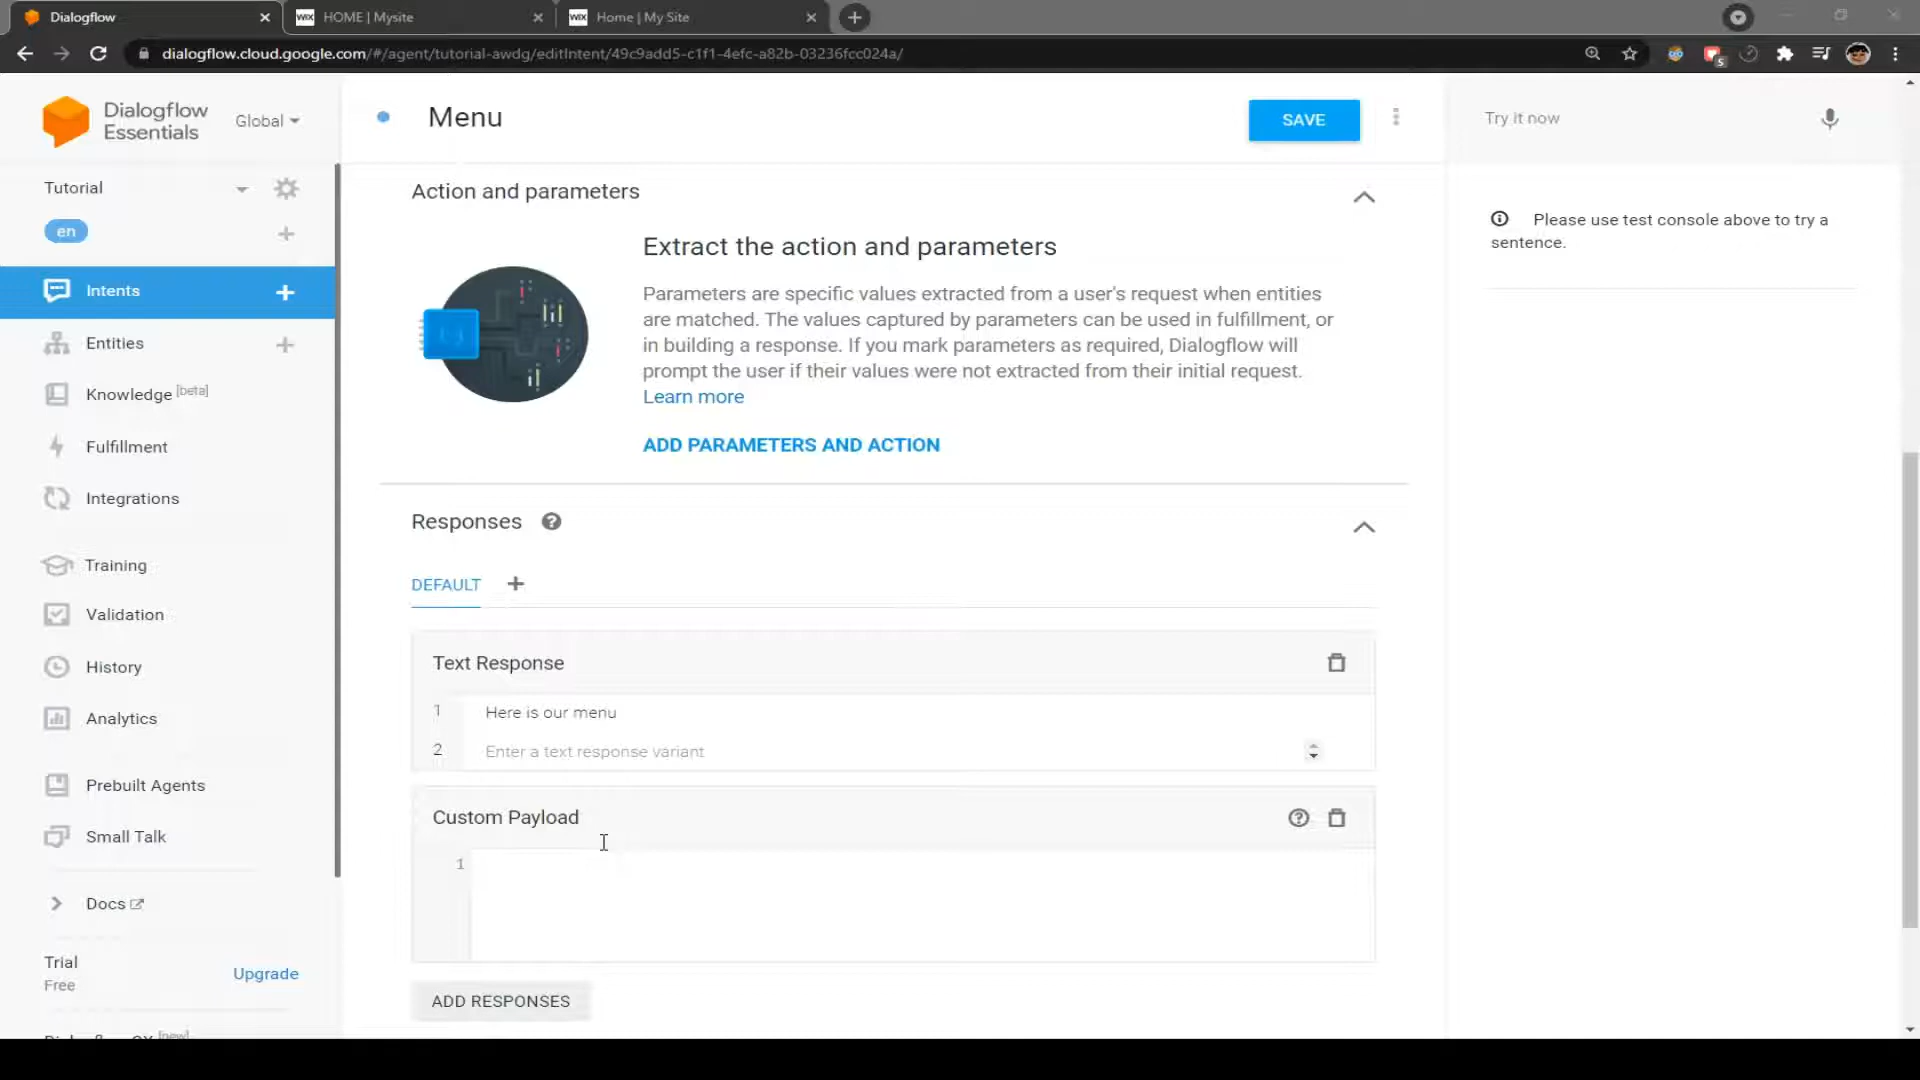 Dialogflow
HOME | Mysite
Home | My Site
dialogflow.cloud.google.com/#/agent/tutorial-awdg/editIntent/49c9add5-c1f1-4efc-a82b-03236fcc024a/
Dialogflow
Essentials
Global
Tutorial
en
Intents
Entities
Knowledge [beta]
Fulfillment
Integrations
Training
Validation
History
Analytics
Prebuilt Agents
Small Talk
Docs
Trial
Free
Upgrade
Menu
SAVE
Action and parameters
Extract the action and parameters
Parameters are specific values extracted from a user's request when entities
are matched. The values captured by parameters can be used in fulfillment, or
in building a response. If you mark parameters as required, Dialogflow will
prompt the user if their values were not extracted from their initial request.
Learn more
ADD PARAMETERS AND ACTION
Responses
DEFAULT
Text Response
1 Here is our menu
2 Enter a text response variant
Custom Payload
1
ADD RESPONSES
Try it now
Please use test console above to try a
sentence.